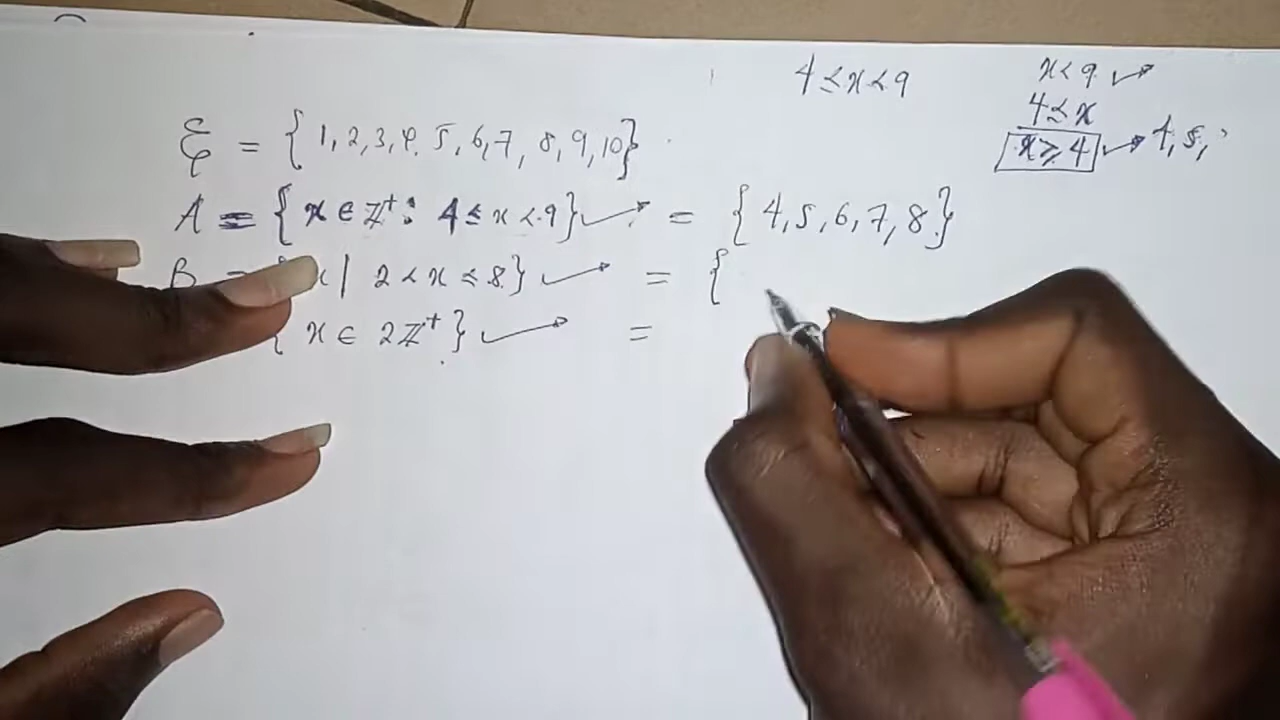 4 ≤ x < 9
x < 9
4 ≤ x
x ≥ 4 → 4, 5,
ξ = { 1, 2, 3, 4, 5, 6, 7, 8, 9, 10}
A = { x ∈ ℤ⁺: 4 ≤ x < 9} = { 4, 5, 6, 7, 8 }
B = x | 2 < x ≤ 8 } = {
{ x ∈ 2ℤ⁺ } =